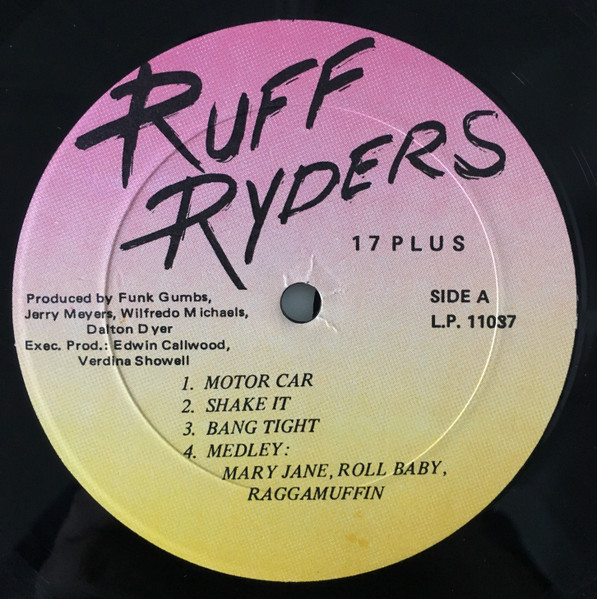 RUFF
RYDERS
17 PLUS
Produced by Funk Gumbs,
Jerry Meyers, Wilfredo Michaels,
Dalton Dyer
Exec. Prod.: Edwin Callwood,
Verdina Showell
SIDE A
L.P. 11037
1. MOTOR CAR
2. SHAKE IT
3. BANG TIGHT
4. MEDLEY:
MARY JANE, ROLL BABY,
RAGGAMUFFIN